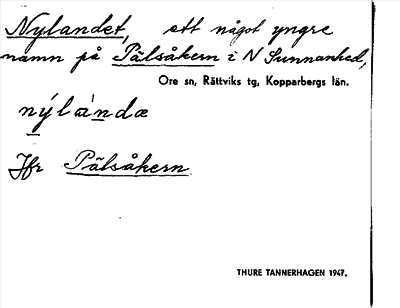 Nylandet, ett något yngre
namn på Pålsåkern i N Sunnanhed,
Ore sn, Rättviks tg, Kopparbergs län.
nýlàndæ
Jfr Pålsåkern
THURE TANNERHAGEN 1947.